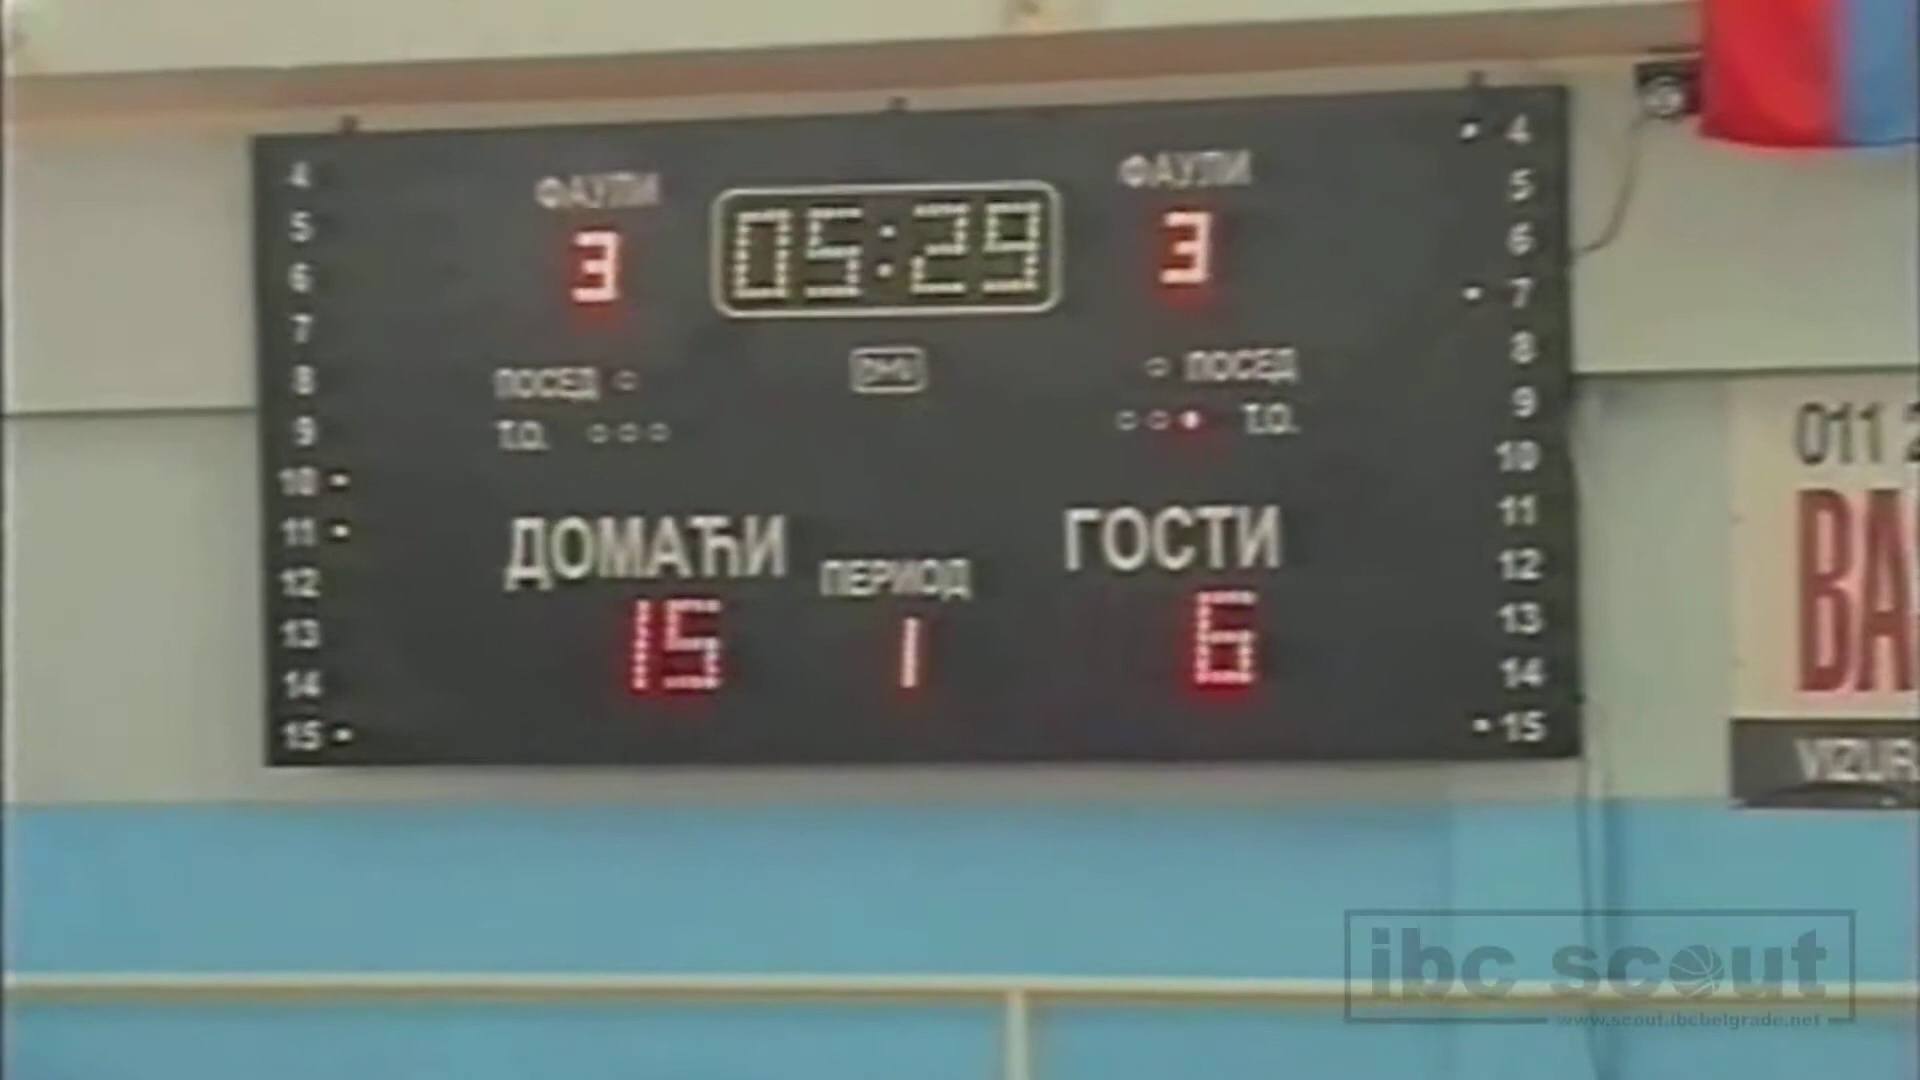 4
5
6
7
8
9
10
11
12
13
14
15
ФАУЛИ
3
05:29
ФАУЛИ
3
ПОСЕД
ПОСЕД
Т.О.
Т.О.
ДОМАЋИ
ПЕРИОД
ГОСТИ
15
1
6
4
5
6
7
8
9
10
11
12
13
14
15
011 2
BA
VIZUR
ibc scout
www.scout.ibcbelgrade.net